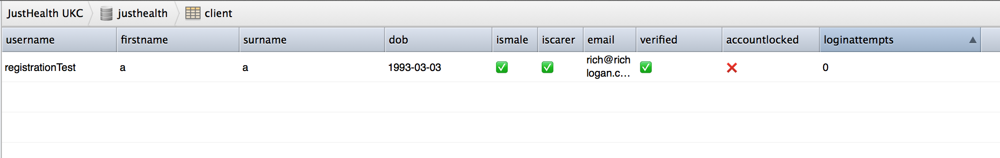 JustHealth UKC justhealth client
username firstname surname dob ismale iscarer email verified accountlocked loginattempts
registrationTest a a 1993-03-03 rich@rich 0
logan.c...